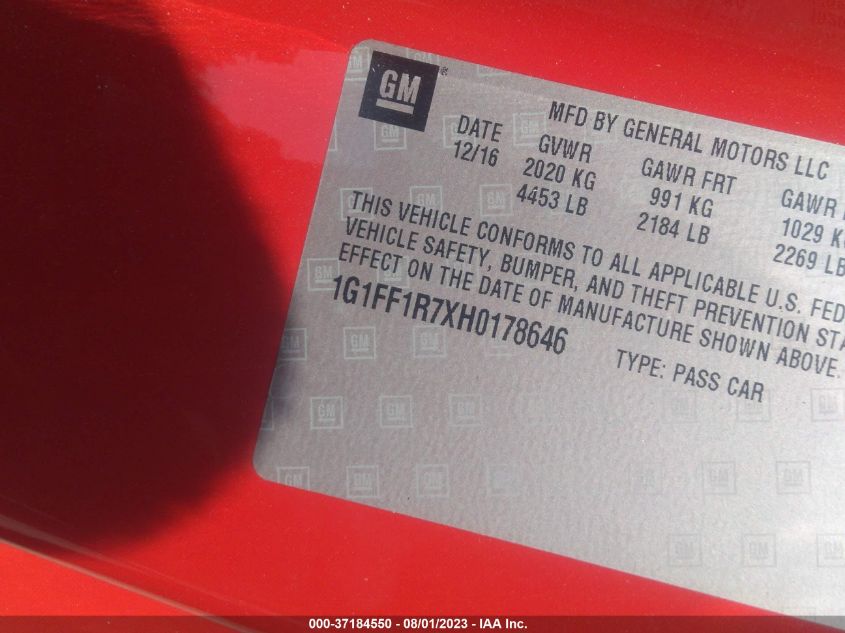 GM
MFD BY GENERAL MOTORS LLC
DATE GVWR GAWR FRT GAWR
12/16 2020 KG 991 KG 1029 KG
4453 LB 2184 LB 2269 LB
THIS VEHICLE CONFORMS TO ALL APPLICABLE U.S. FED
VEHICLE SAFETY, BUMPER, AND THEFT PREVENTION STA
EFFECT ON THE DATE OF MANUFACTURE SHOWN ABOVE.
1G1FF1R7XH0178646
TYPE: PASS CAR
000-37184550 - 08/01/2023 - IAA Inc.